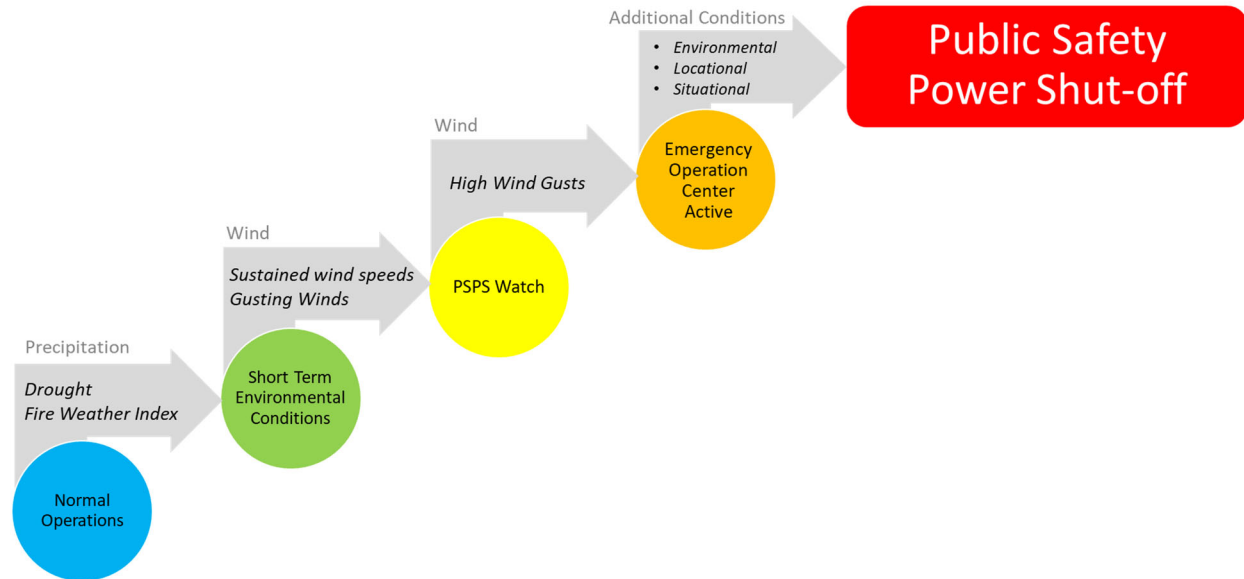 Additional Conditions
• Environmental
• Locational
• Situational
Public Safety
Power Shut-off
Wind
High Wind Gusts
Emergency
Operation
Center
Active
Wind
Sustained wind speeds
Gusting Winds
PSPS Watch
Precipitation
Drought
Fire Weather Index
Short Term
Environmental
Conditions
Normal
Operations